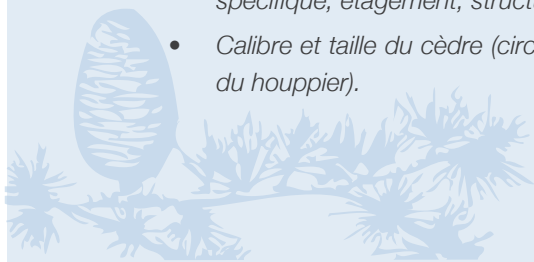 spécifique, étagement,
• Calibre et taille du cèdre
du houppier).